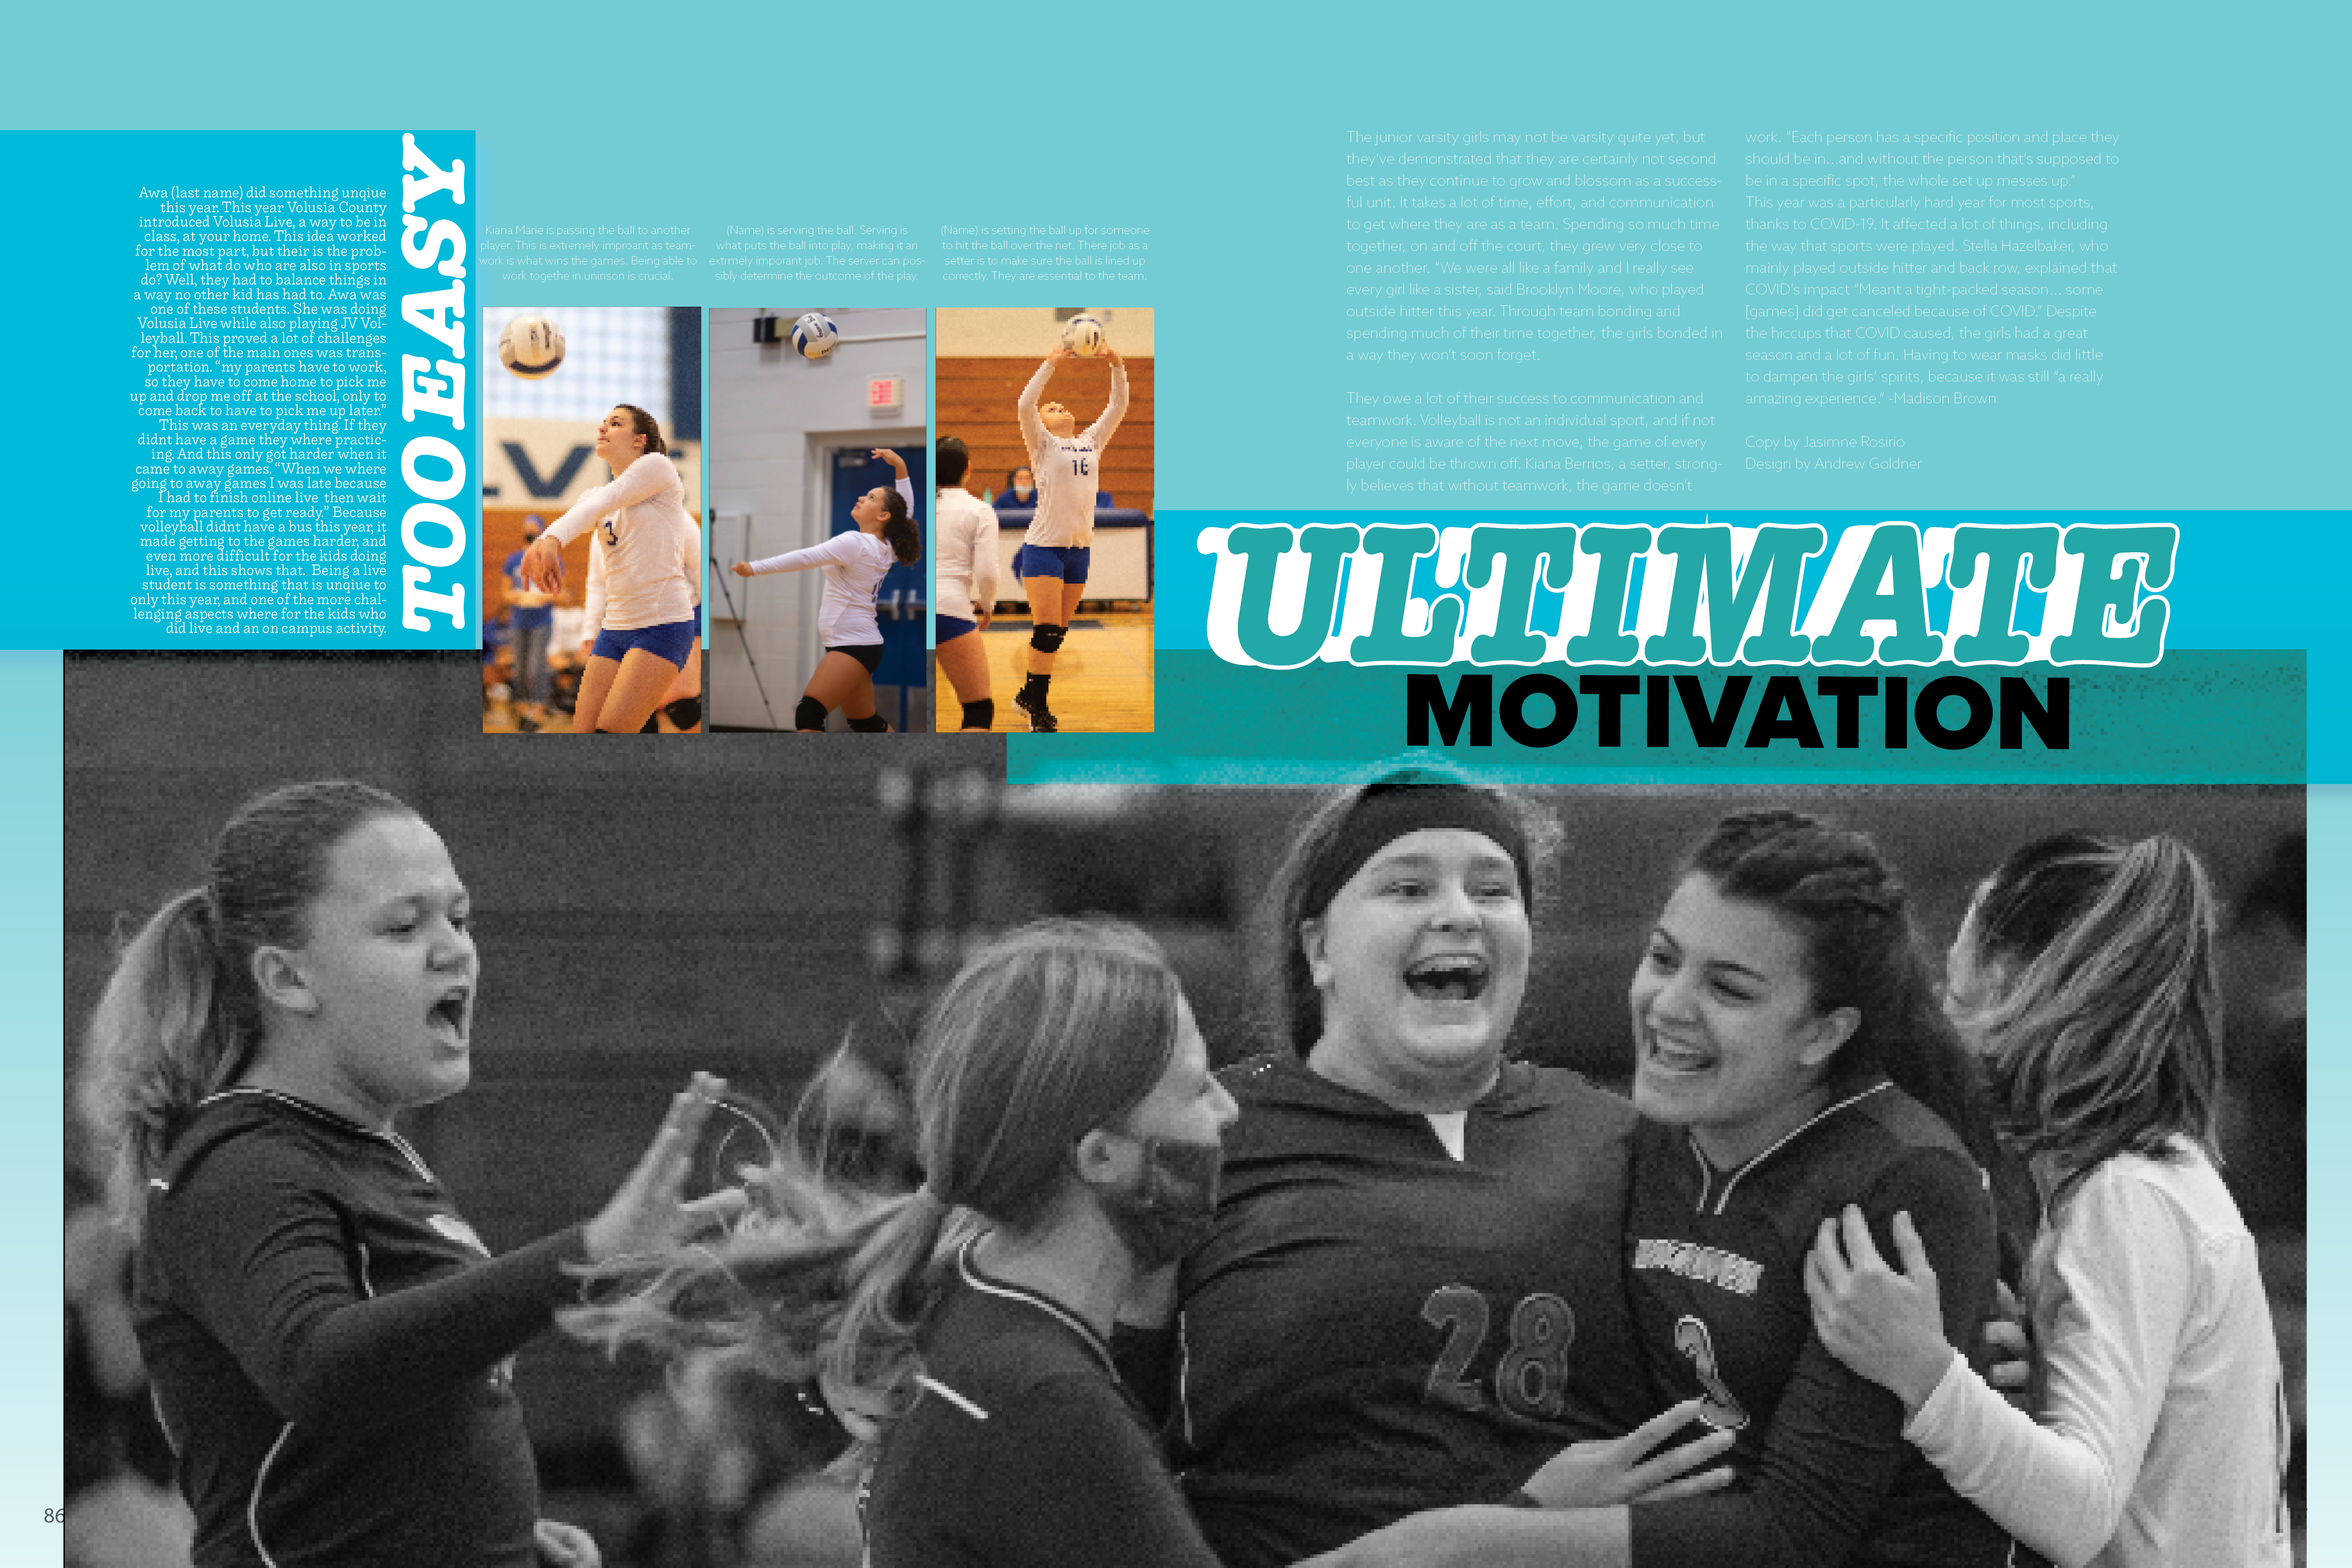 Awa (last name) did something unqiue
this year. This year Volusia County
introduced Volusia Live, a way to be in
class, at your home. This idea worked
for the most part, but their is the prob-
lem of what do who are also in sports
do? Well, they had to balance things in
a way no other kid has had to. Awa was
one of these students. She was doing
Volusia Live while also playing JV Vol-
leyball. This proved a lot of challenges
for her, one of the main ones was trans-
portation. “my parents have to work,
so they have to come home to pick me
up and drop me off at the school, only to
come back to have to pick me up later.”
This was an everyday thing. If they
didnt have a game they where practic-
ing. And this only got harder when it
came to away games. “When we where
going to away games I was late because
I had to finish online live then wait
for my parents to get ready.” Because
volleyball didnt have a bus this year, it
made getting to the games harder, and
even more difficult for the kids doing
live, and this shows that. Being a live
student is something that is unqiue to
only this year, and one of the more chal-
lenging aspects where for the kids who
did live and an on campus activity.
TOO EASY
Kiana Marie is passing the ball to another
player. This is extremely improant as team-
work is what wins the games. Being able to
work togethe in uninson is crucial.
(Name) is serving the ball. Serving is
what puts the ball into play, making it an
extrmely imporant job. The server can pos-
sibly determine the outcome of the play.
(Name) is setting the ball up for someone
to hit the ball over the net. There job as a
setter is to make sure the ball is lined up
correctly. They are essential to the team.
3
16
The junior varsity girls may not be varsity quite yet, but
they’ve demonstrated that they are certainly not second
best as they continue to grow and blossom as a success-
ful unit. It takes a lot of time, effort, and communication
to get where they are as a team. Spending so much time
together, on and off the court, they grew very close to
one another. “We were all like a family and I really see
every girl like a sister, said Brooklyn Moore, who played
outside hitter this year. Through team bonding and
spending much of their time together, the girls bonded in
a way they won’t soon forget.
They owe a lot of their success to communication and
teamwork. Volleyball is not an individual sport, and if not
everyone is aware of the next move, the game of every
player could be thrown off. Kiana Berrios, a setter, strong-
ly believes that without teamwork, the game doesn’t
work. “Each person has a specific position and place they
should be in...and without the person that’s supposed to
be in a specific spot, the whole set up messes up.”
This year was a particularly hard year for most sports,
thanks to COVID-19. It affected a lot of things, including
the way that sports were played. Stella Hazelbaker, who
mainly played outside hitter and back row, explained that
COVID’s impact “Meant a tight-packed season... some
[games] did get canceled because of COVID.” Despite
the hiccups that COVID caused, the girls had a great
season and a lot of fun. Having to wear masks did little
to dampen the girls’ spirits, because it was still “a really
amazing experience.” -Madison Brown
Copy by Jasimne Rosirio
Design by Andrew Goldner
ULTIMATE
MOTIVATION
28
2
86